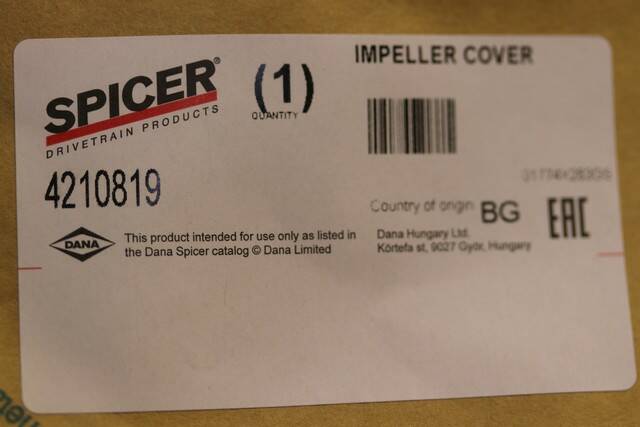 IMPELLER COVER
SPICER®
DRIVETRAIN PRODUCTS
(1)
QUANTITY
4210819
Country of origin BG
EAC
DANA
This product intended for use only as listed in
the Dana Spicer catalog © Dana Limited
Dana Hungary Ltd.
Körtefa st, 9027 Győr, Hungary